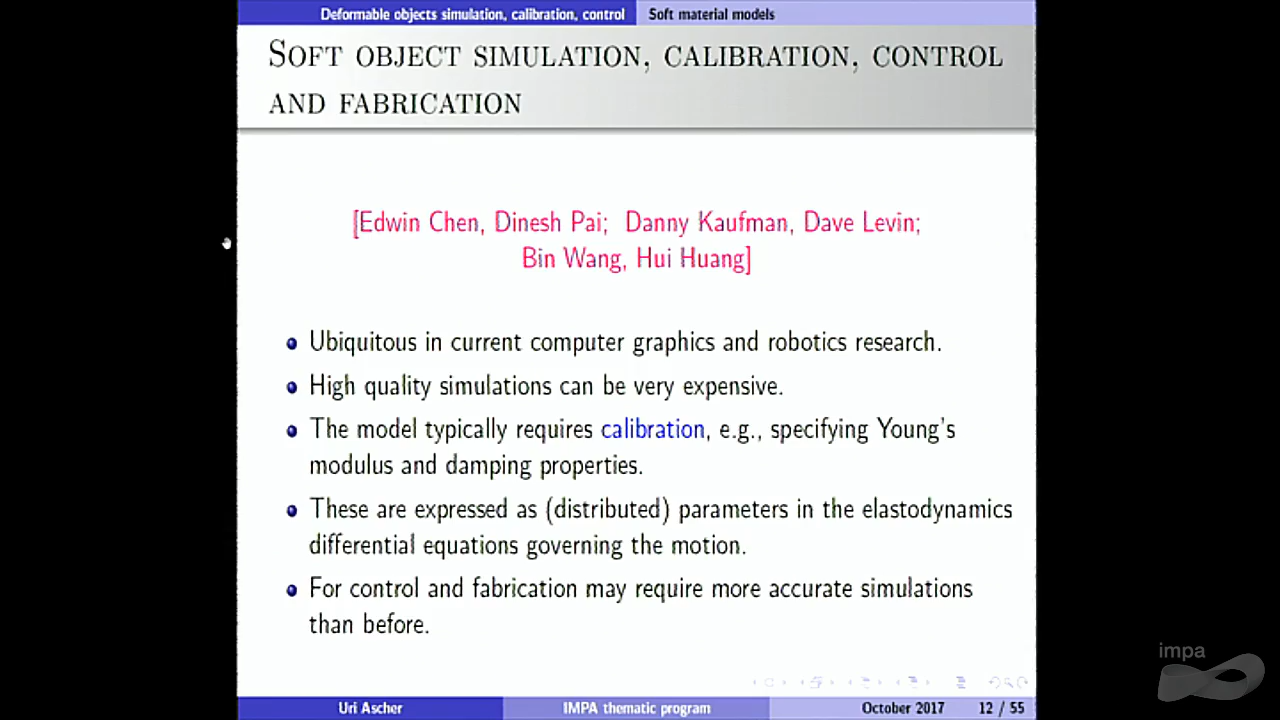 Deformable objects simulation, calibration, control Soft material models
SOFT OBJECT SIMULATION, CALIBRATION, CONTROL
AND FABRICATION
[Edwin Chen, Dinesh Pai; Danny Kaufman, Dave Levin;
Bin Wang, Hui Huang]
Ubiquitous in current computer graphics and robotics research.
High quality simulations can be very expensive.
The model typically requires calibration, e.g., specifying Young's
modulus and damping properties.
These are expressed as (distributed) parameters in the elastodynamics
differential equations governing the motion.
For control and fabrication may require more accurate simulations
than before.
impa
Uri Ascher IMPA thematic program October 2017 12 / 55